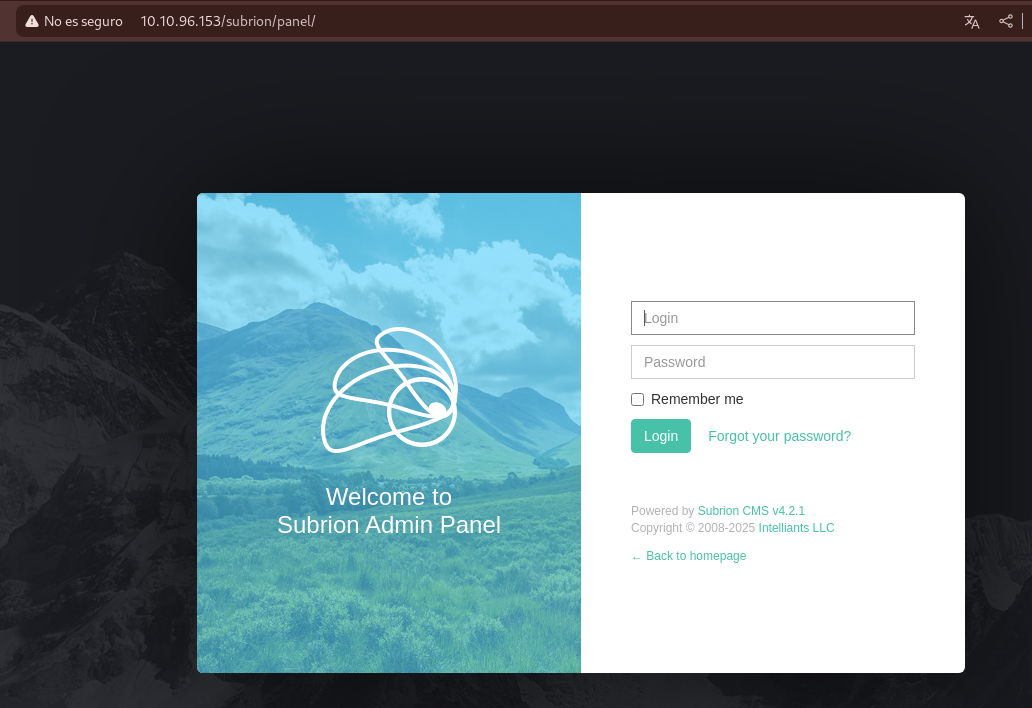 No es seguro 10.10.96.153/subrion/panel/
Welcome to
Subrion Admin Panel
Login
Password
Remember me
Login Forgot your password?
Powered by Subrion CMS v4.2.1
Copyright © 2008-2025 Intelliants LLC
← Back to homepage